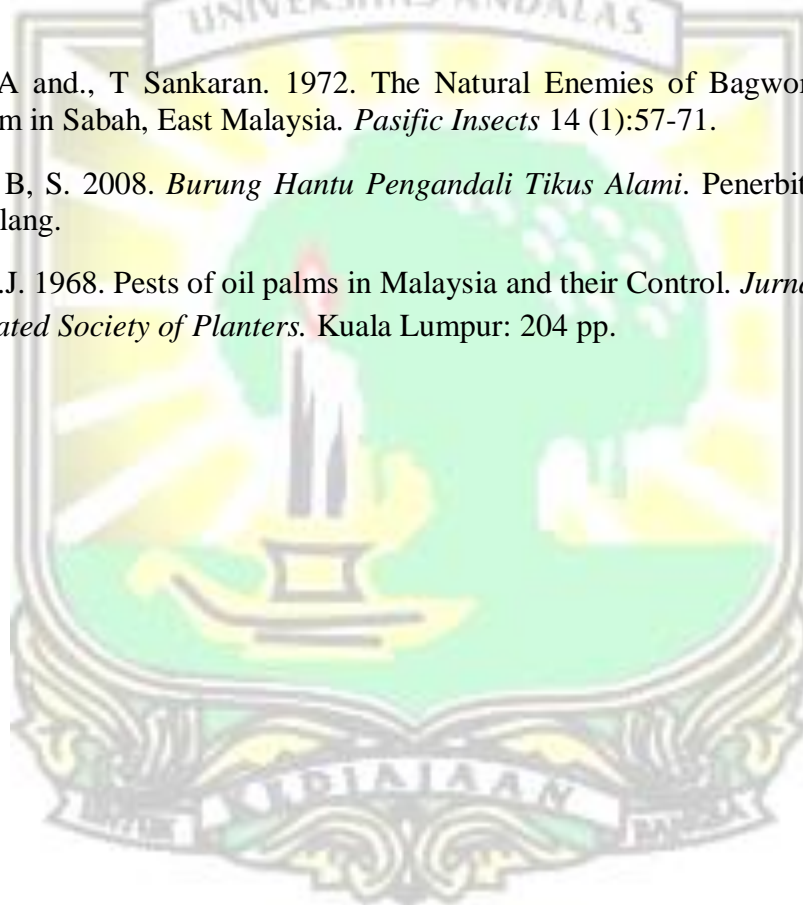 UNIVERSITAS ANDALAS
A and., T Sankaran. 1972. The Natural Enemies of Bagwor
m in Sabah, East Malaysia. Pasific Insects 14 (1):57-71.
B, S. 2008. Burung Hantu Pengandali Tikus Alami. Penerbit
lang.
.J. 1968. Pests of oil palms in Malaysia and their Control. Jurna
ated Society of Planters. Kuala Lumpur: 204 pp.
UNTUK KEDJAJAAN BANGSA